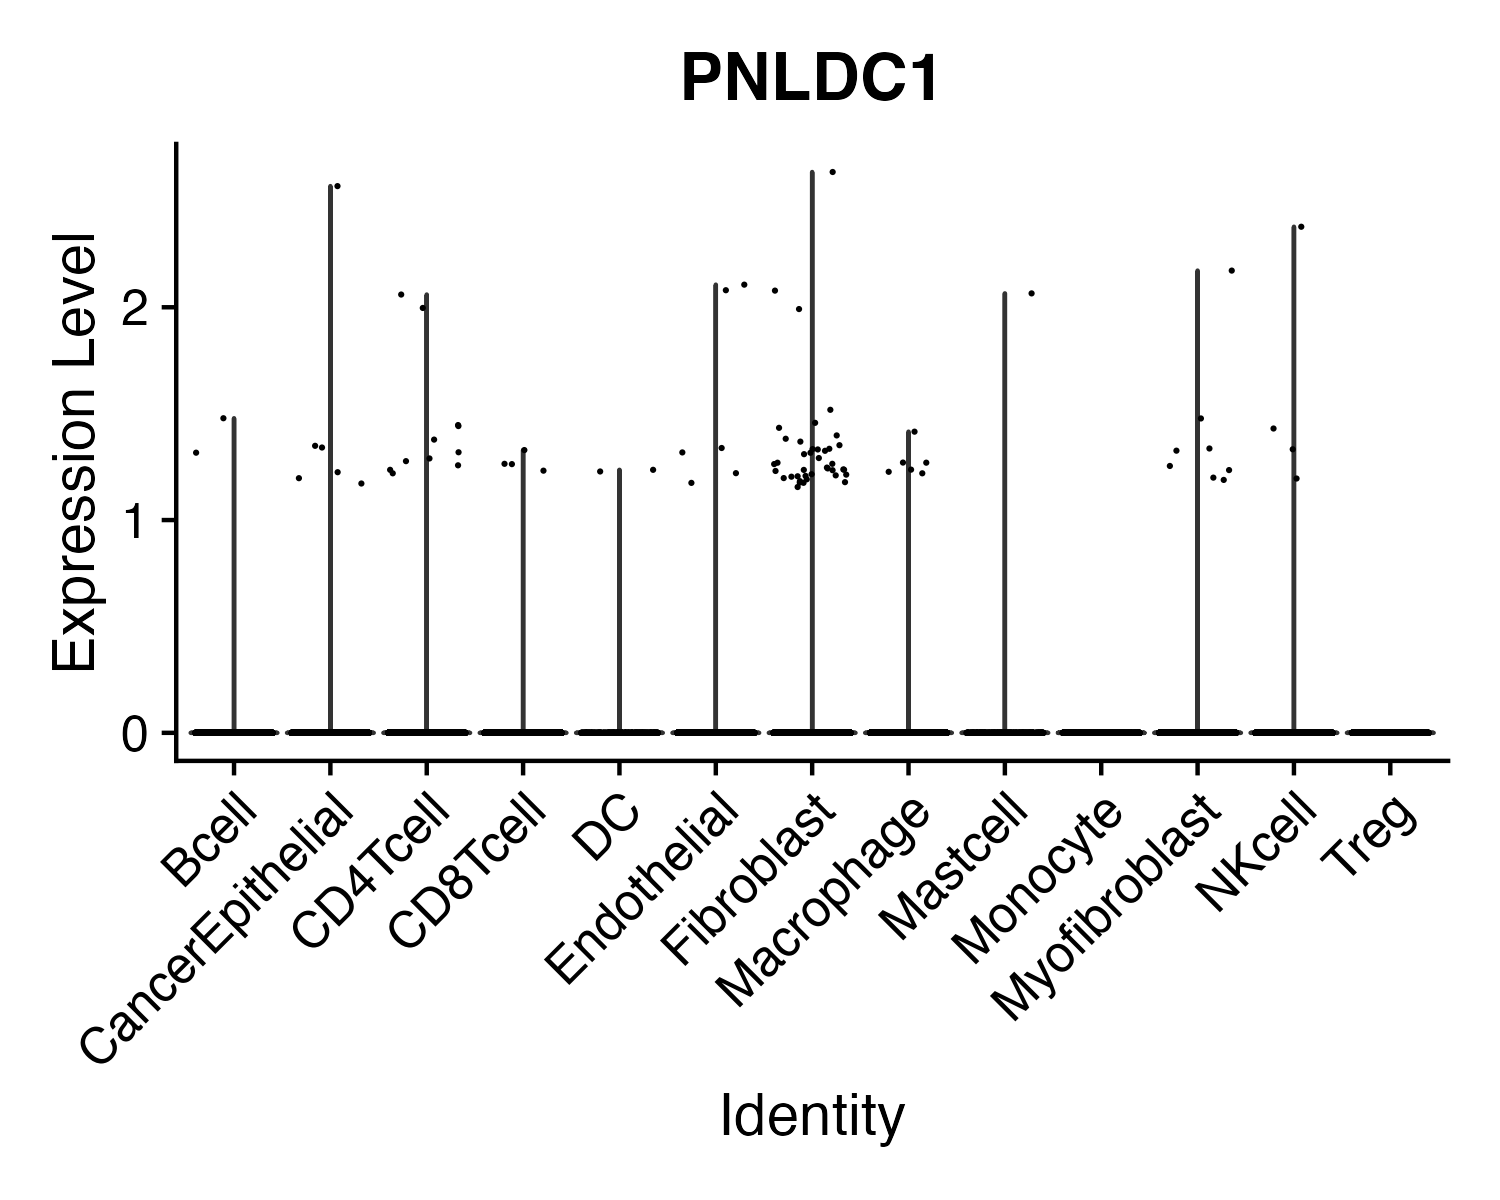 PNLDC1
Expression Level
2
1
0
Bcell
CancerEpithelial
CD4Tcell
CD8Tcell
DC
Endothelial
Fibroblast
Macrophage
Mastcell
Monocyte
Myofibroblast
NKcell
Treg
Identity